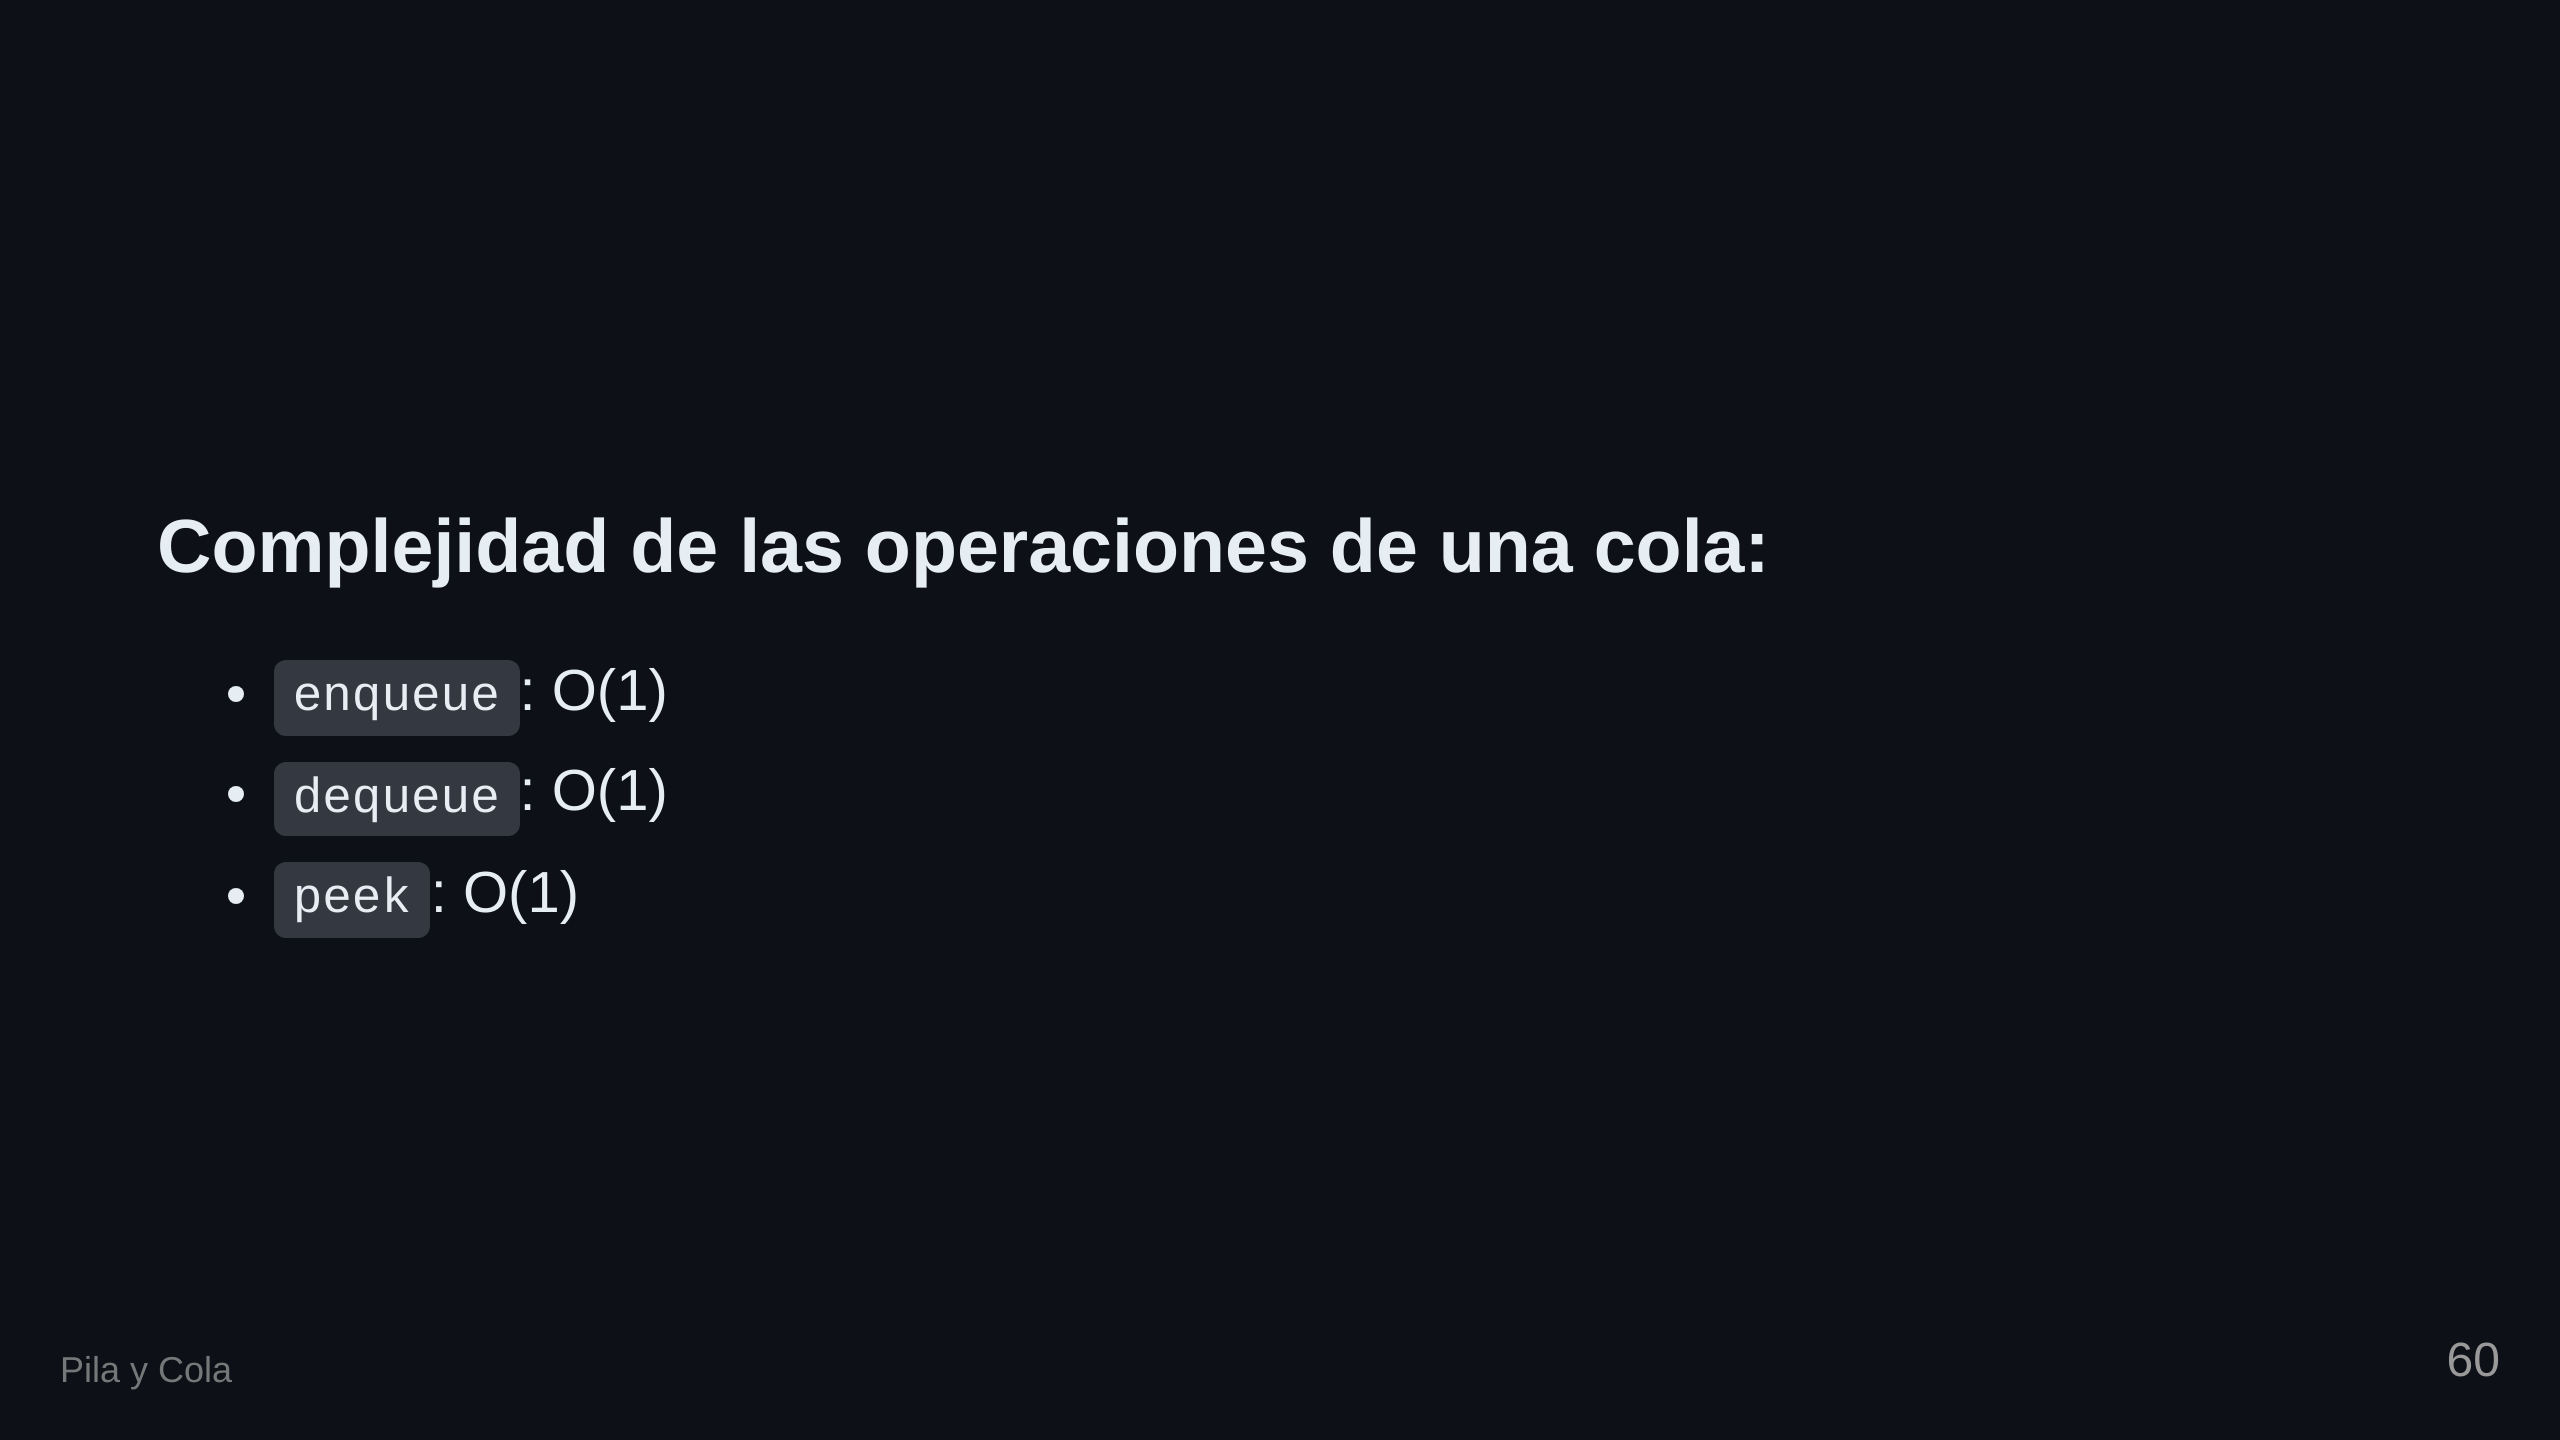 Complejidad de las operaciones de una cola:
• enqueue: O(1)
• dequeue: O(1)
• peek: O(1)
Pila y Cola
60